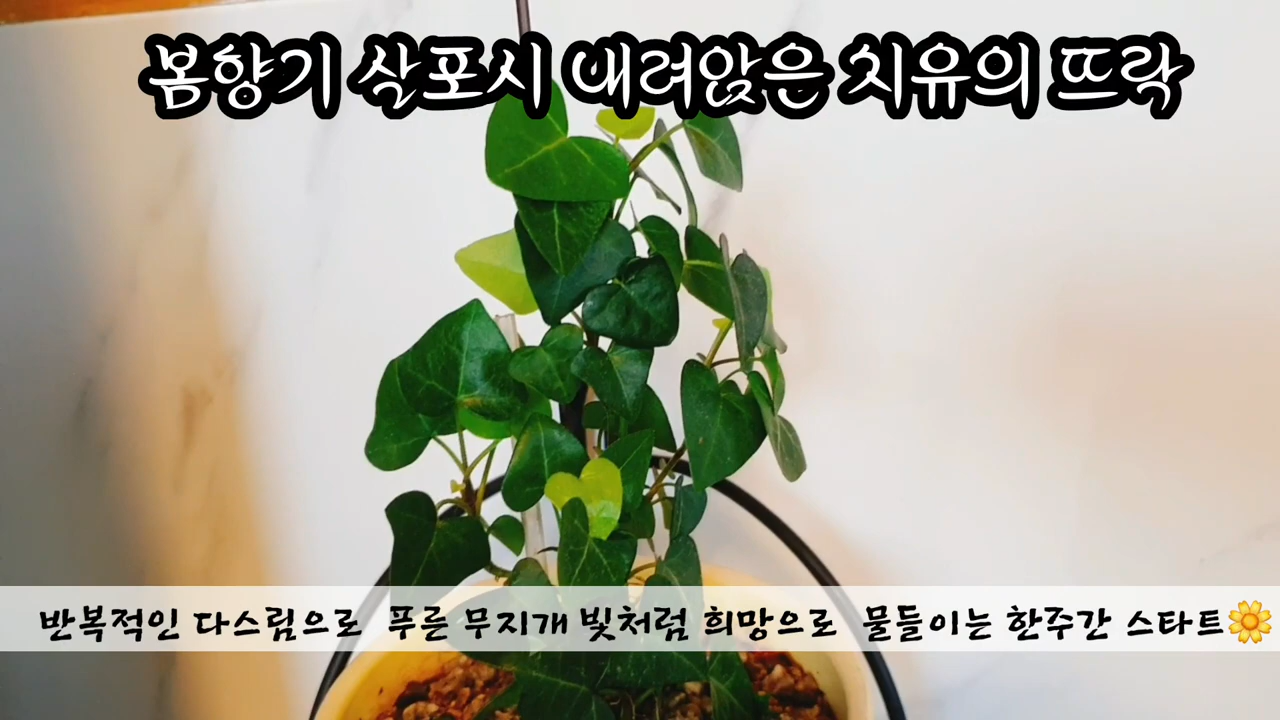 봄향기 살포시 내려앉은 치유의 뜨락
반복적인 다스림으로 푸른 무지개 빛처럼 희망으로 물들이는 한주간 스타트🌼